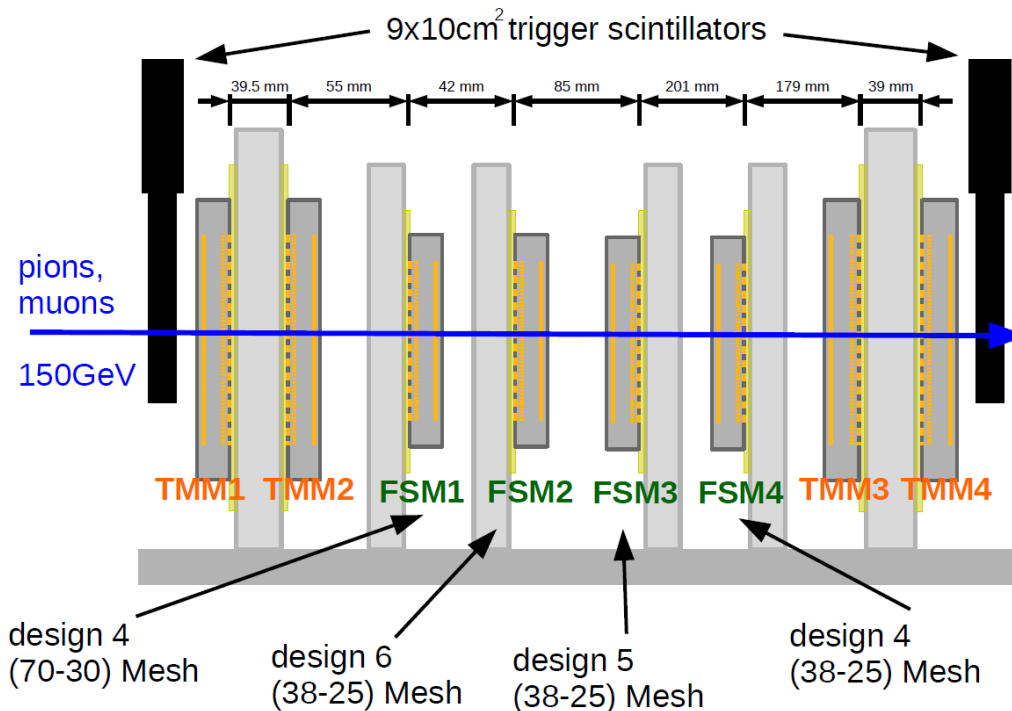 9x10cm² trigger scintillators
39.5 mm 55 mm 42 mm 85 mm 201 mm 179 mm 39 mm
pions,
muons
150GeV
TMM1 TMM2 FSM1 FSM2 FSM3 FSM4 TMM3 TMM4
design 4
(70-30) Mesh
design 6
(38-25) Mesh
design 5
(38-25) Mesh
design 4
(38-25) Mesh